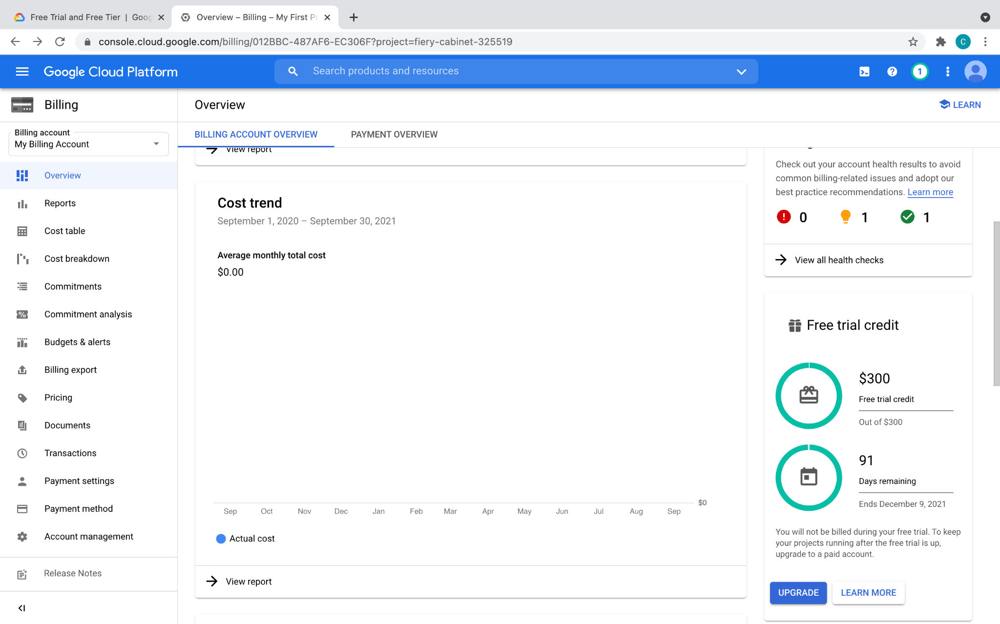 Free Trial and Free Tier | Goog
Overview – Billing – My First Pr
console.cloud.google.com/billing/012BBC-487AF6-EC306F?project=fiery-cabinet-325519
C
Google Cloud Platform
Search products and resources
1
Billing
Overview
LEARN
Billing account
My Billing Account
BILLING ACCOUNT OVERVIEW
PAYMENT OVERVIEW
Overview
Reports
Cost table
Cost breakdown
Commitments
Commitment analysis
Budgets & alerts
Billing export
Pricing
Documents
Transactions
Payment settings
Payment method
Account management
Release Notes
View report
Cost trend
September 1, 2020 – September 30, 2021
Average monthly total cost
$0.00
$0
Sep Oct Nov Dec Jan Feb Mar Apr May Jun Jul Aug Sep
Actual cost
View report
Check out your account health results to avoid
common billing-related issues and adopt our
best practice recommendations. Learn more
0 1 1
View all health checks
Free trial credit
$300
Free trial credit
Out of $300
91
Days remaining
Ends December 9, 2021
You will not be billed during your free trial. To keep
your projects running after the free trial is up,
upgrade to a paid account.
UPGRADE
LEARN MORE